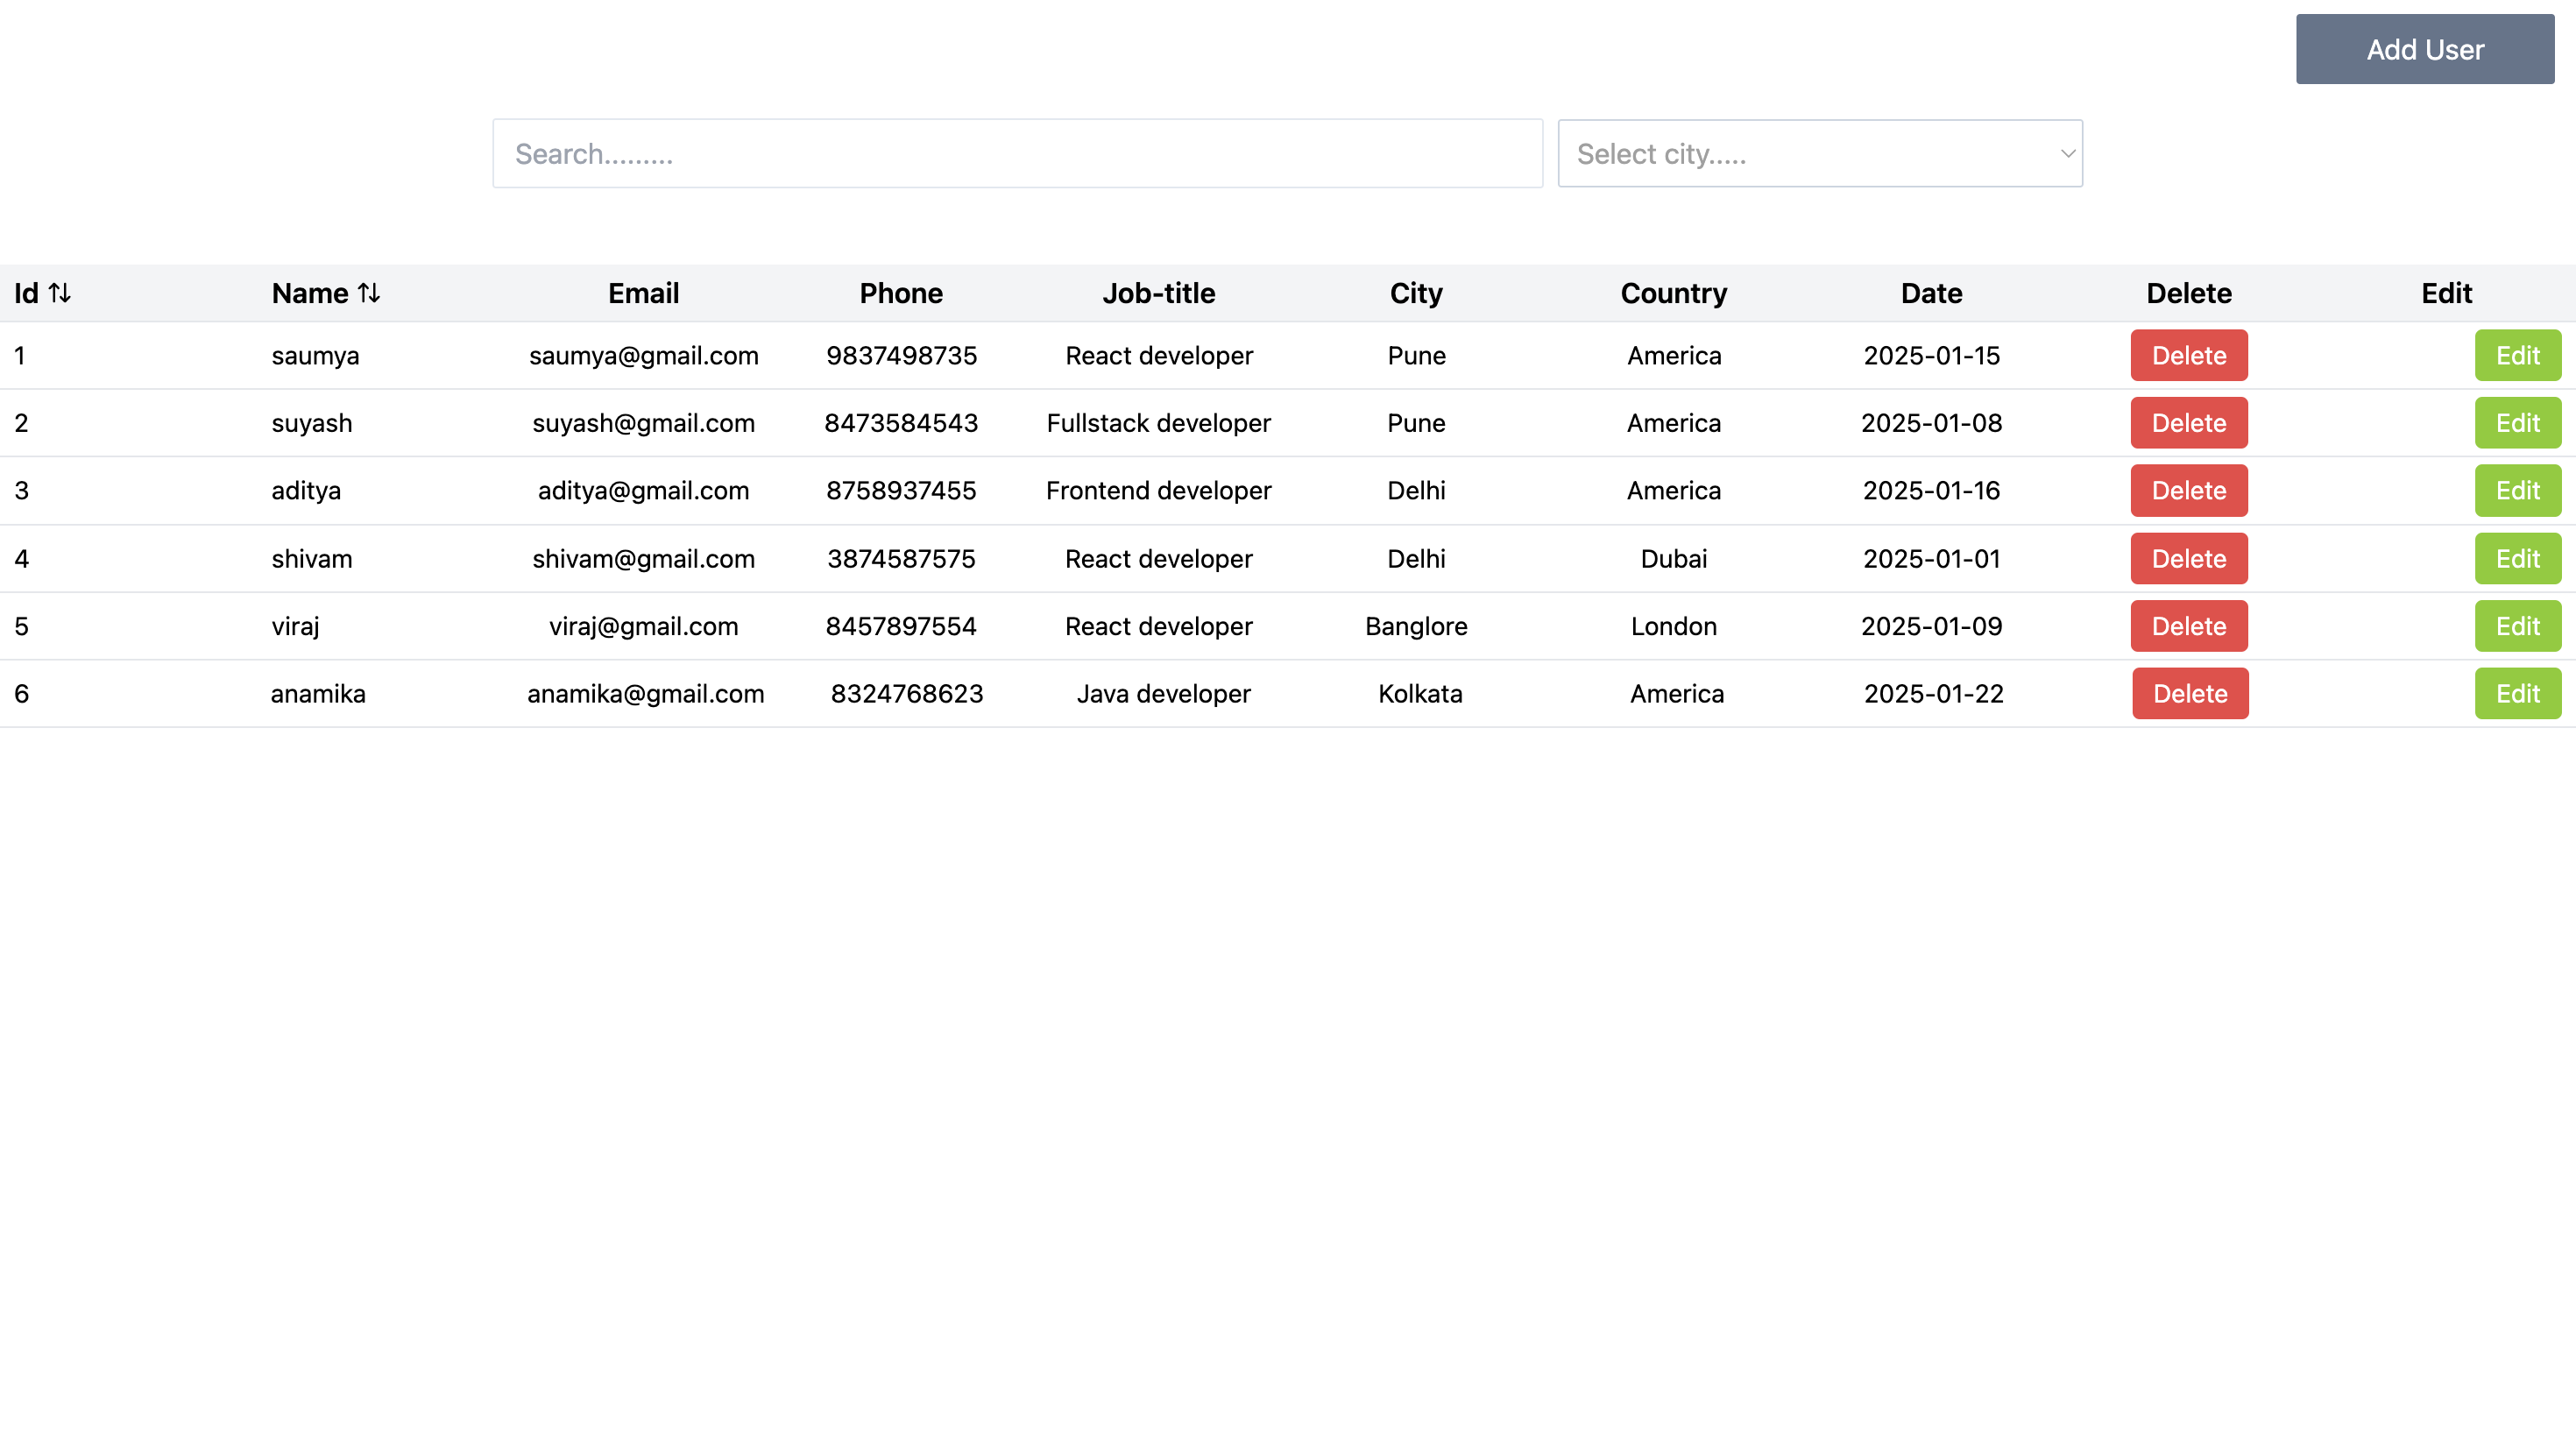 Add User
Search.........
Select city.....
Id Name Email Phone Job-title City Country Date Delete Edit
1 saumya saumya@gmail.com 9837498735 React developer Pune America 2025-01-15 Delete Edit
2 suyash suyash@gmail.com 8473584543 Fullstack developer Pune America 2025-01-08 Delete Edit
3 aditya aditya@gmail.com 8758937455 Frontend developer Delhi America 2025-01-16 Delete Edit
4 shivam shivam@gmail.com 3874587575 React developer Delhi Dubai 2025-01-01 Delete Edit
5 viraj viraj@gmail.com 8457897554 React developer Banglore London 2025-01-09 Delete Edit
6 anamika anamika@gmail.com 8324768623 Java developer Kolkata America 2025-01-22 Delete Edit